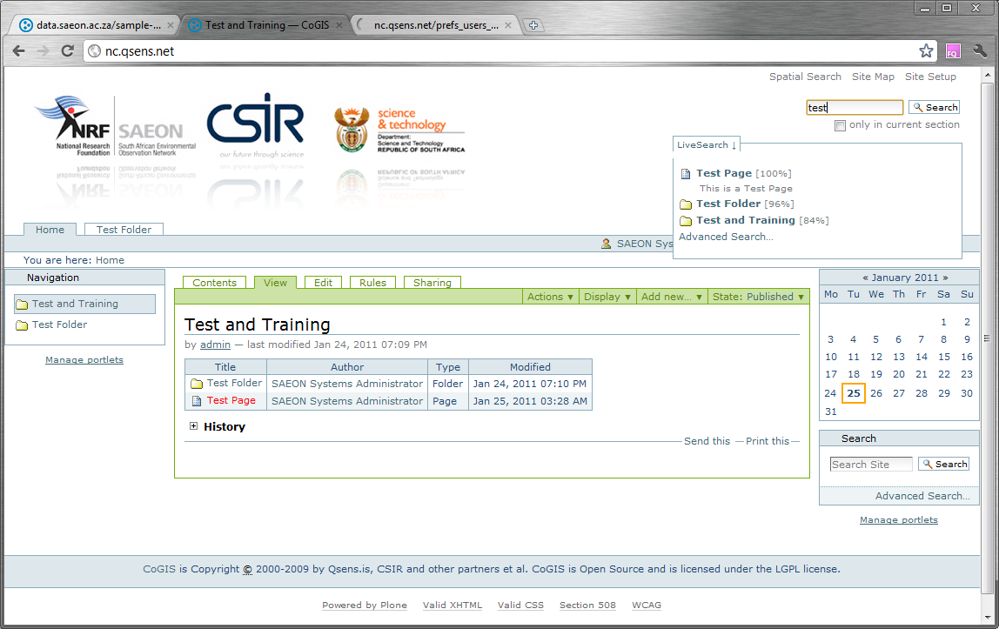 data.saeon.ac.za/sample-...
Test and Training — CoGIS
nc.qsens.net/prefs_users_...
nc.qsens.net
FQ
Spatial Search Site Map Site Setup
test Search
only in current section
NRF
National Research
Foundation
SAEON
South African Environmental
Observation Network
CSIR
our future through science
science
& technology
Department:
Science and Technology
REPUBLIC OF SOUTH AFRICA
LiveSearch ↓
Test Page [100%]
This is a Test Page
Test Folder [96%]
Test and Training [84%]
Advanced Search...
Home Test Folder
SAEON Sys
You are here: Home
Navigation
Test and Training
Test Folder
Manage portlets
Contents View Edit Rules Sharing
Actions ▼ Display ▼ Add new... ▼ State: Published ▼
Test and Training
by admin — last modified Jan 24, 2011 07:09 PM
Title Author Type Modified
Test Folder SAEON Systems Administrator Folder Jan 24, 2011 07:10 PM
Test Page SAEON Systems Administrator Page Jan 25, 2011 03:28 AM
History
Send this — Print this —
« January 2011 »
Mo Tu We Th Fr Sa Su
1 2
3 4 5 6 7 8 9
10 11 12 13 14 15 16
17 18 19 20 21 22 23
24 25 26 27 28 29 30
31
Search
Search Site Search
Advanced Search...
Manage portlets
CoGIS is Copyright © 2000-2009 by Qsens.is, CSIR and other partners et al. CoGIS is Open Source and is licensed under the LGPL license.
Powered by Plone Valid XHTML Valid CSS Section 508 WCAG